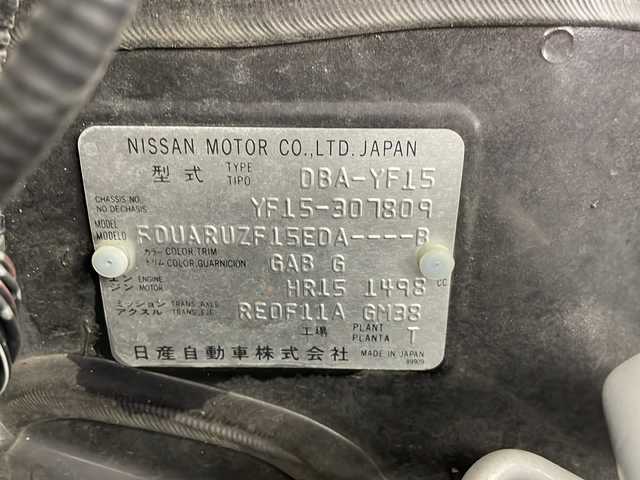 NISSAN MOTOR CO.,LTD. JAPAN
型式 TYPE TIPO DBA-YF15
CHASSIS NO. NO DECHASIS YF15-307809
MODEL MODELO FDUARUZF15EDA----B
カラー COLOR,TRIM トリム COLOR,GUARNICION GAB G
エンジン ENGINE MOTOR HR15 1498 CC
ミッション TRANS. AXLE アクスル TRANS.EJE RE0F11A GM38
工場 PLANT PLANTA T
日産自動車株式会社 MADE IN JAPAN
89909